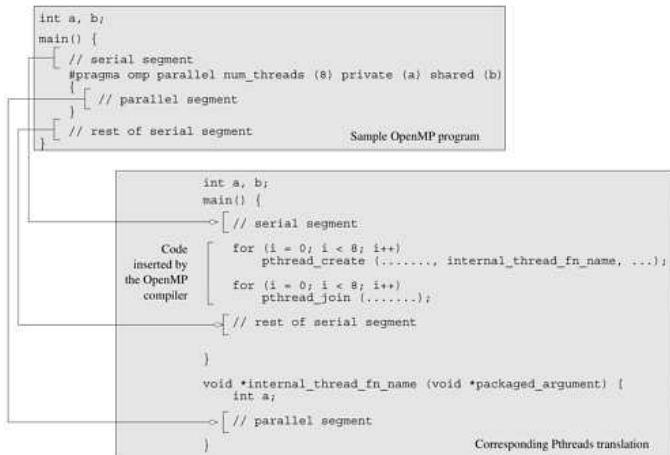 int a, b;
main() {
// serial segment
#pragma omp parallel num_threads (8) private (a) shared (b)
{
// parallel segment
}
// rest of serial segment
}
Sample OpenMP program
int a, b;
main() {
// serial segment
Code
inserted by
the OpenMP
compiler
for (i = 0; i < 8; i++)
pthread_create (......., internal_thread_fn_name, ...);
for (i = 0; i < 8; i++)
pthread_join (.......);
// rest of serial segment
}
void *internal_thread_fn_name (void *packaged_argument) {
int a;
// parallel segment
}
Corresponding Pthreads translation